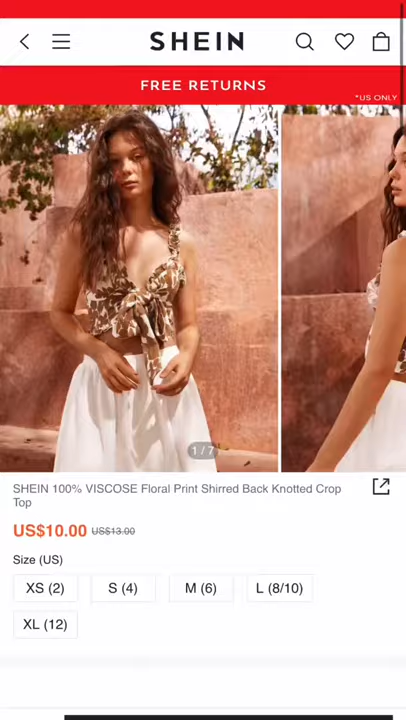 SHEIN
FREE RETURNS
*US ONLY
1 / 7
SHEIN 100% VISCOSE Floral Print Shirred Back Knotted Crop
Top
US$10.00 US$13.00
Size (US)
XS (2) S (4) M (6) L (8/10)
XL (12)